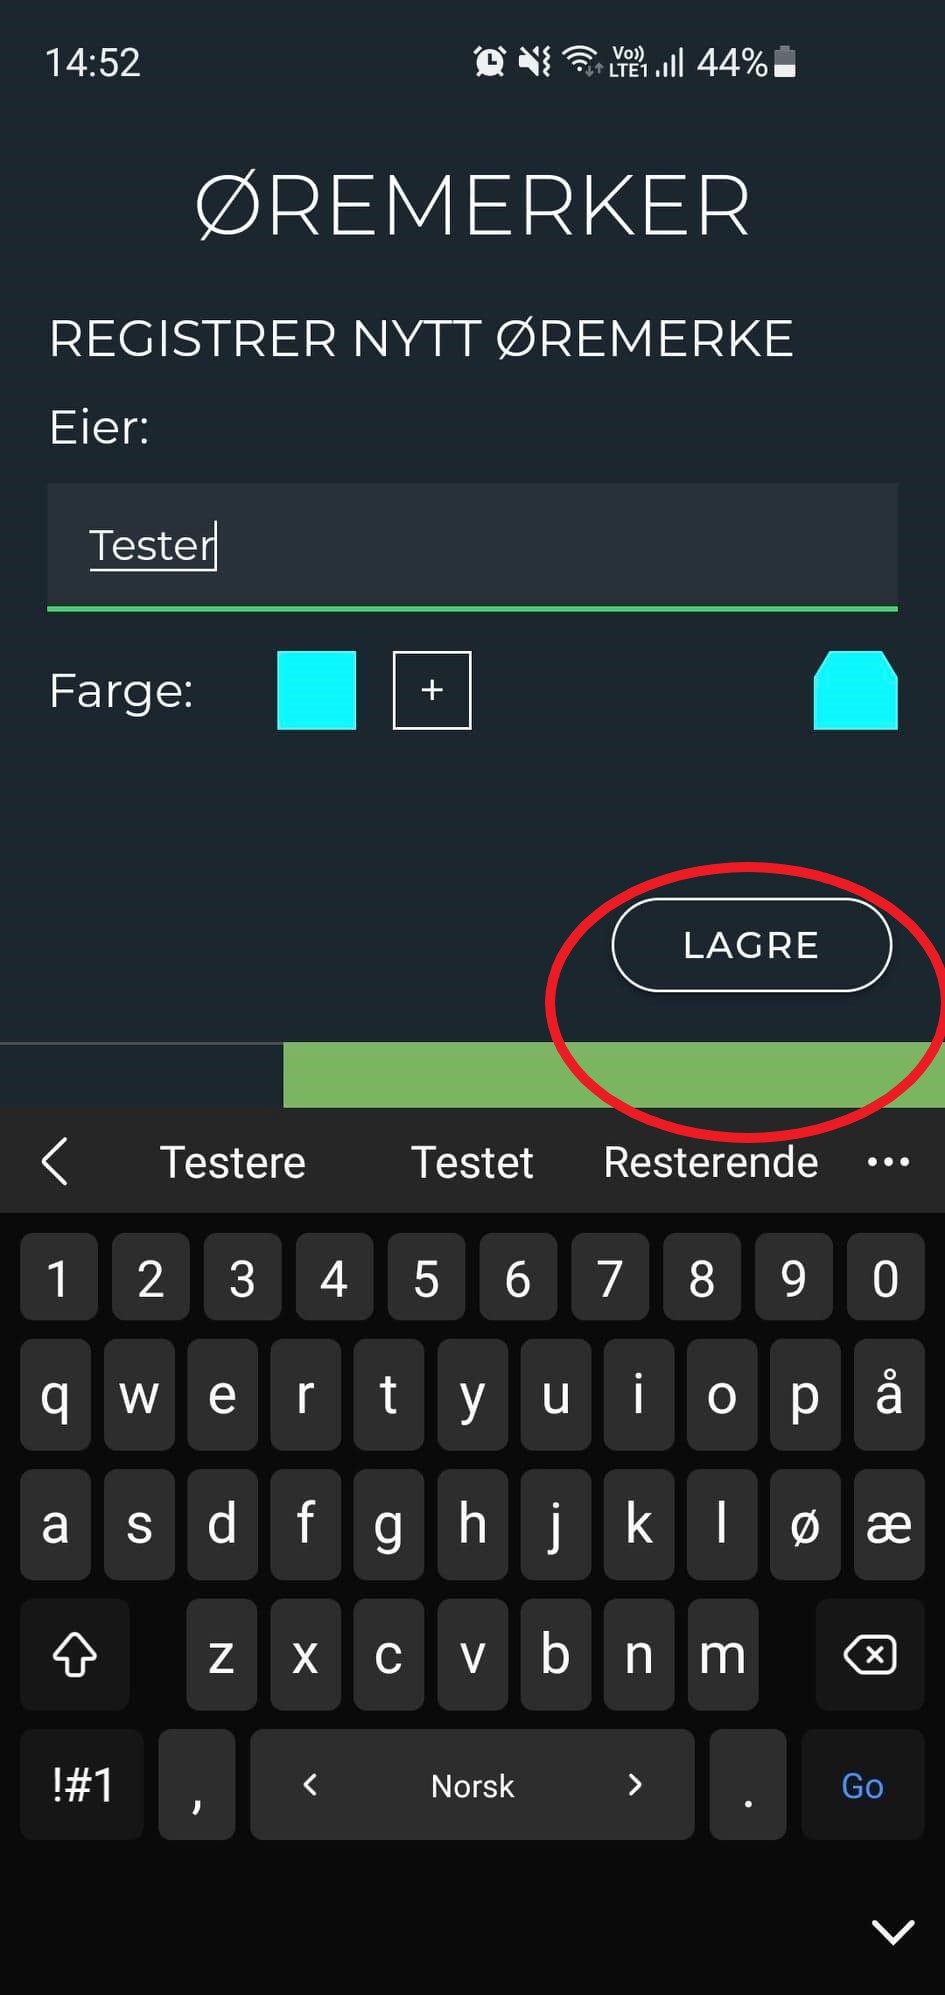 14:52 Vo)) LTE1 44%
ØREMERKER
REGISTRER NYTT ØREMERKE
Eier:
Tester
Farge: +
LAGRE
Testere Testet Resterende ...
1 2 3 4 5 6 7 8 9 0
q w e r t y u i o p å
a s d f g h j k l ø æ
z x c v b n m
!#1 , < Norsk > . Go